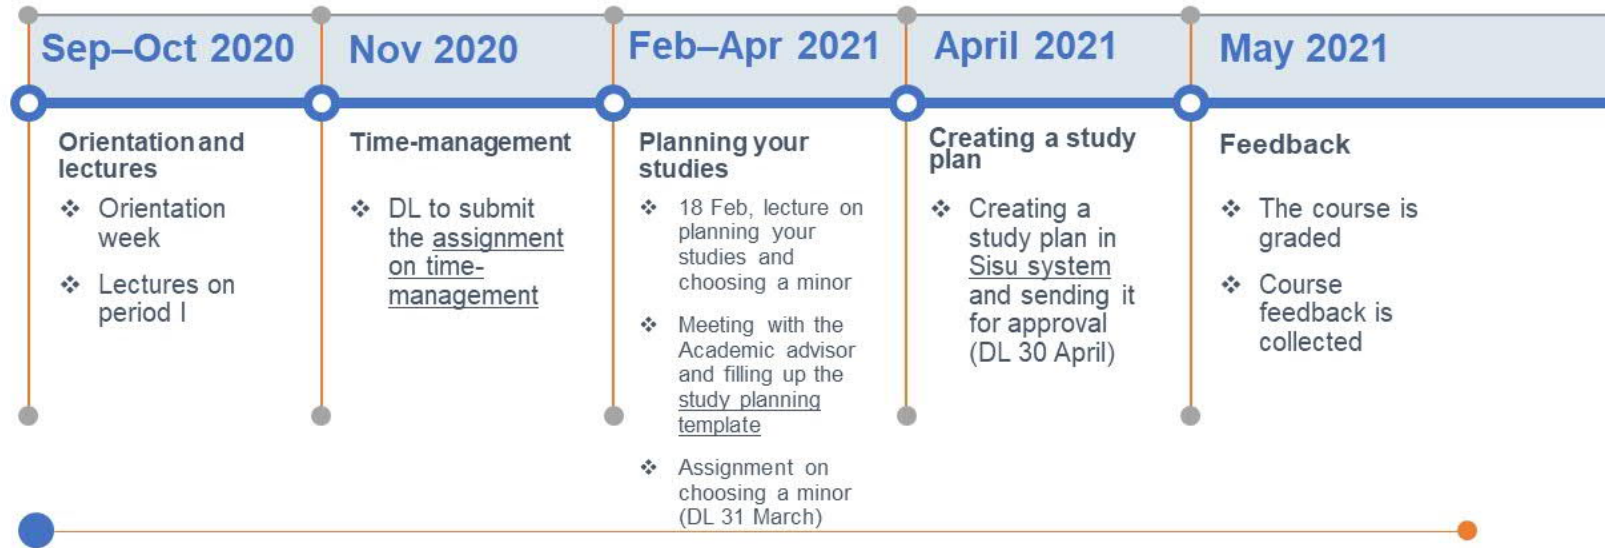 Sep–Oct 2020
Nov 2020
Feb–Apr 2021
April 2021
May 2021
Orientation and
lectures
❖ Orientation
week
❖ Lectures on
period I
Time-management
❖ DL to submit
the assignment
on time-
management
Planning your
studies
❖ 18 Feb, lecture on
planning your
studies and
choosing a minor
❖ Meeting with the
Academic advisor
and filling up the
study planning
template
❖ Assignment on
choosing a minor
(DL 31 March)
Creating a study
plan
❖ Creating a
study plan in
Sisu system
and sending it
for approval
(DL 30 April)
Feedback
❖ The course is
graded
❖ Course
feedback is
collected